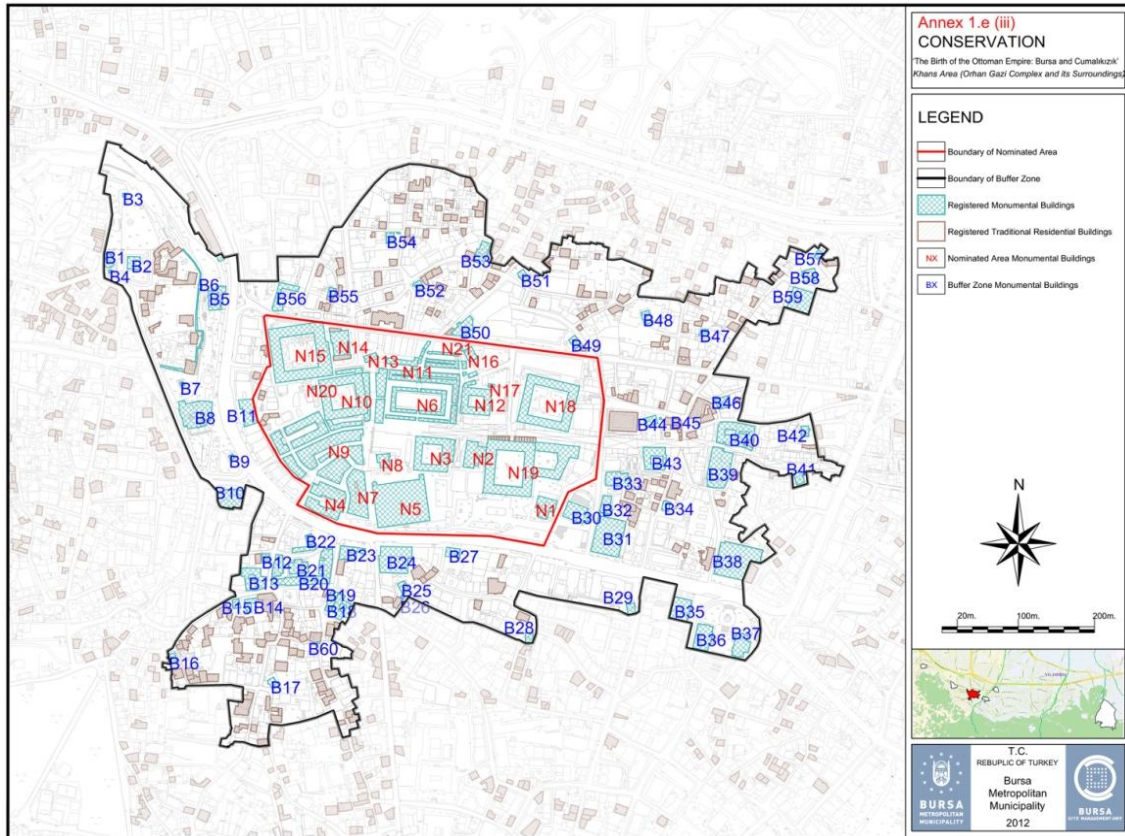 Annex 1.e (iii)
CONSERVATION
'The Birth of the Ottoman Empire: Bursa and Cumalıkızık'
Khans Area (Orhan Gazi Complex and its Surroundings)
LEGEND
Boundary of Nominated Area
Boundary of Buffer Zone
Registered Monumental Buildings
Registered Traditional Residential Buildings
NX Nominated Area Monumental Buildings
BX Buffer Zone Monumental Buildings
N
20m. 100m. 200m.
T.C.
REBUPLIC OF TURKEY
Bursa
Metropolitan
Municipality
2012
BURSA
METROPOLITAN
MUNICIPALITY
BURSA
SITE MANAGEMENT UNIT
B3
B54
B53
B57
B1
B2
B4
B51
B58
B6
B5
B56
B55
B52
B59
B50
B48
B47
B49
N15
N14
N13
N21
N16
N11
B7
N20
N10
N6
N12
N17
N18
B46
B8
B11
B44
B45
B40
B42
B9
N9
N8
N3
N2
N19
B43
B39
B41
B10
N4
N7
N5
N1
B33
B30
B32
B34
B31
B22
B12
B21
B23
B24
B27
B38
B13
B20
B25
B26
B15
B14
B19
B18
B29
B35
B28
B36
B37
B16
B60
B17